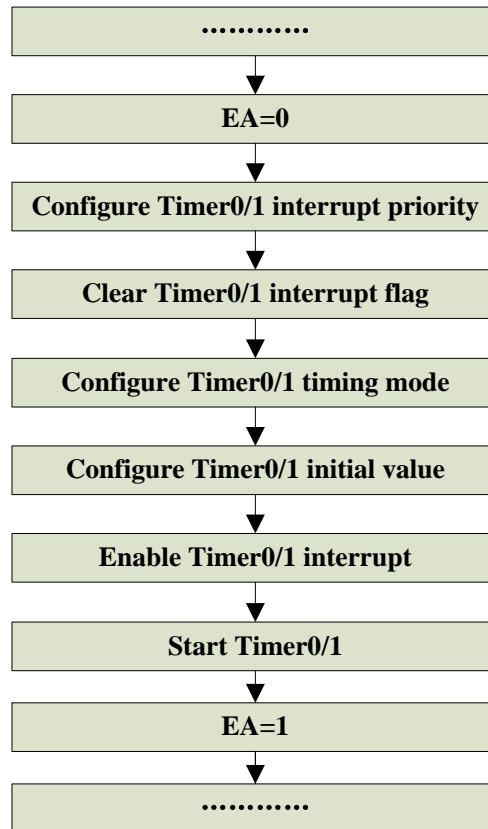 …………
EA=0
Configure Timer0/1 interrupt priority
Clear Timer0/1 interrupt flag
Configure Timer0/1 timing mode
Configure Timer0/1 initial value
Enable Timer0/1 interrupt
Start Timer0/1
EA=1
…………